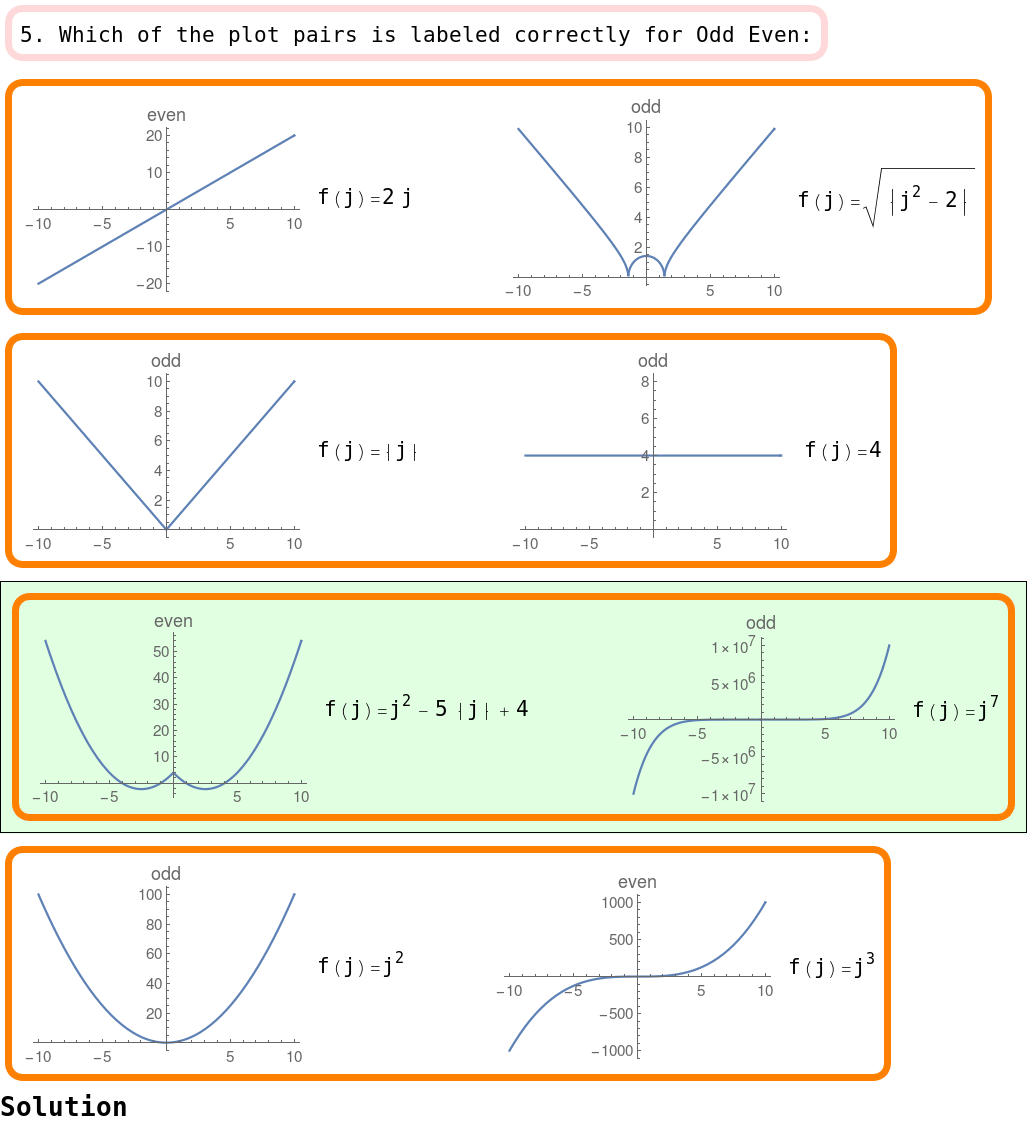 5. Which of the plot pairs is labeled correctly for Odd Even:
even
20
10
−10
−20
−10 −5 5 10
f(j)=2 j
odd
10
8
6
4
2
−10 −5 5 10
f(j)=√|j² − 2|
odd
10
8
6
4
2
−10 −5 5 10
f(j)=|j|
odd
8
6
4
2
−10 −5 5 10
f(j)=4
even
50
40
30
20
10
−10 −5 5 10
f(j)=j² − 5 |j| + 4
odd
1×10⁷
5×10⁶
−10 −5 5 10
−5×10⁶
−1×10⁷
f(j)=j⁷
odd
100
80
60
40
20
−10 −5 5 10
f(j)=j²
even
1000
500
−10 −5 5 10
−500
−1000
f(j)=j³
Solution